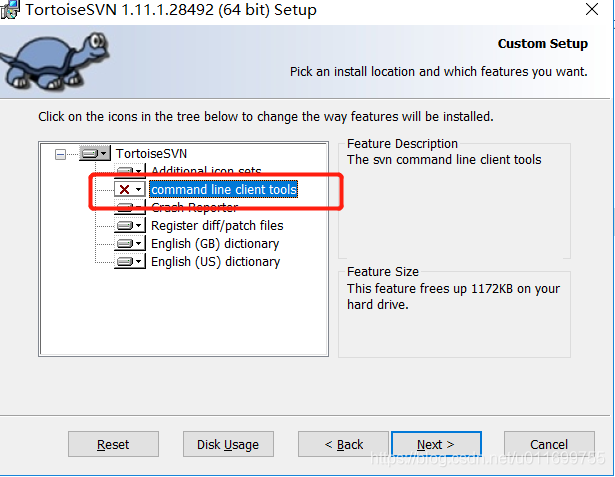 TortoiseSVN 1.11.1.28492 (64 bit) Setup
Custom Setup
Pick an install location and which features you want.
Click on the icons in the tree below to change the way features will be installed.
TortoiseSVN
Additional icon sets
command line client tools
Crash Reporter
Register diff/patch files
English (GB) dictionary
English (US) dictionary
Feature Description
The svn command line client tools
Feature Size
This feature frees up 1172KB on your
hard drive.
Reset
Disk Usage
< Back
Next >
Cancel
https://blog.csdn.net/u011699755